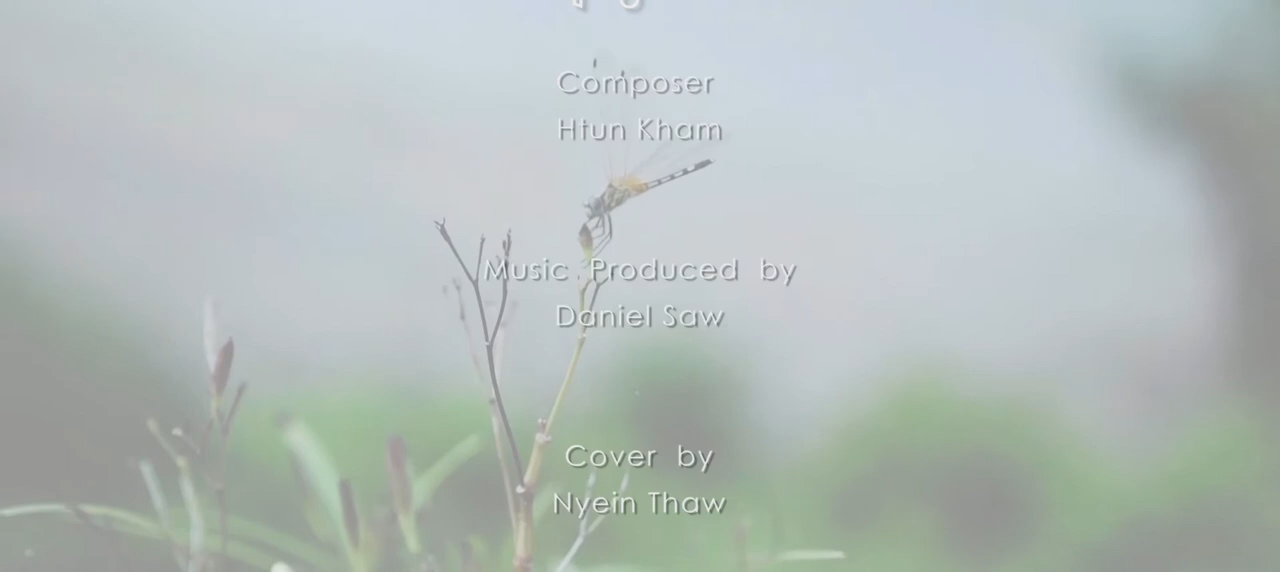 Composer
Htun Kham
Music Produced by
Daniel Saw
Cover by
Nyein Thaw